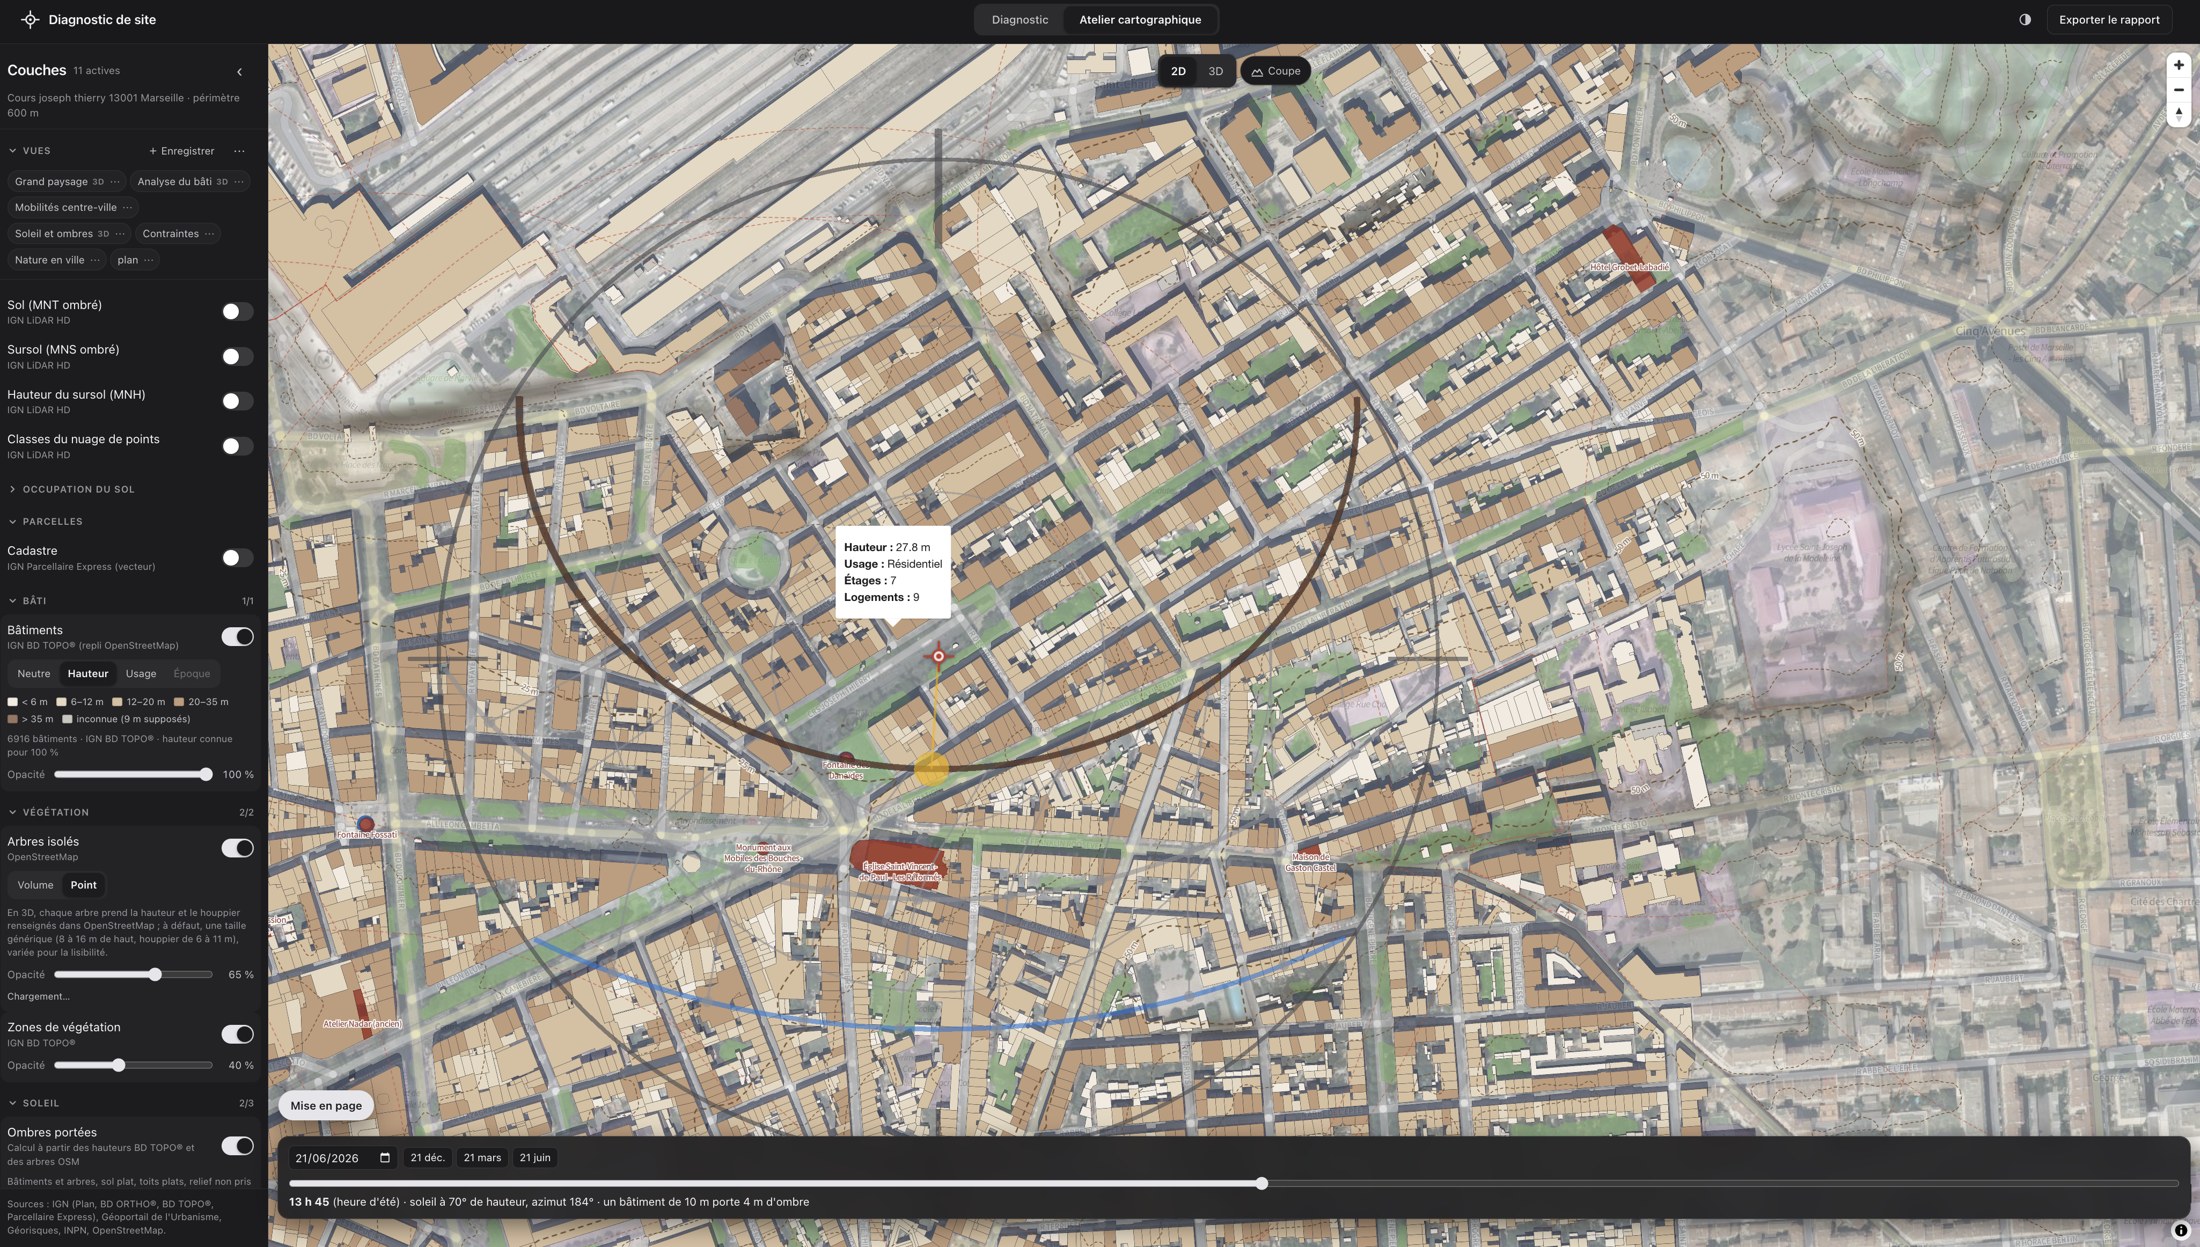 Diagnostic de site
Diagnostic
Atelier cartographique
Exporter le rapport
Couches 11 actives
Cours joseph thierry 13001 Marseille · périmètre
600 m
VUES
+ Enregistrer
Grand paysage 3D ···
Analyse du bâti 3D ···
Mobilités centre-ville ···
Soleil et ombres 3D ···
Contraintes ···
Nature en ville ···
plan ···
Sol (MNT ombré)
IGN LiDAR HD
Sursol (MNS ombré)
IGN LiDAR HD
Hauteur du sursol (MNH)
IGN LiDAR HD
Classes du nuage de points
IGN LiDAR HD
OCCUPATION DU SOL
PARCELLES
Cadastre
IGN Parcellaire Express (vecteur)
BÂTI 1/1
Bâtiments
IGN BD TOPO® (repli OpenStreetMap)
Neutre Hauteur Usage Époque
< 6 m 6–12 m 12–20 m 20–35 m
> 35 m inconnue (9 m supposés)
6916 bâtiments · IGN BD TOPO® · hauteur connue
pour 100 %
Opacité 100 %
VÉGÉTATION 2/2
Arbres isolés
OpenStreetMap
Volume Point
En 3D, chaque arbre prend la hauteur et le houppier
renseignés dans OpenStreetMap ; à défaut, une taille
générique (8 à 16 m de haut, houppier de 6 à 11 m),
variée pour la lisibilité.
Opacité 65 %
Chargement…
Zones de végétation
IGN BD TOPO®
Opacité 40 %
SOLEIL 2/3
Ombres portées
Calcul à partir des hauteurs BD TOPO® et
des arbres OSM
Bâtiments et arbres, sol plat, toits plats, relief non pris
Sources : IGN (Plan, BD ORTHO®, BD TOPO®,
Parcellaire Express), Géoportail de l'Urbanisme,
Géorisques, INPN, OpenStreetMap.
2D 3D
Coupe
Hôtel Grobet-Labadié
Cinq Avenues
50 m
Hauteur : 27.8 m
Usage : Résidentiel
Étages : 7
Logements : 9
Fontaine des
Danaïdes
Fontaine Fossati
Monument aux
Mobiles des Bouches-
du-Rhône
Église Saint-Vincent-
de-Paul - Les Réformés
Maison de
Gaston Castel
Atelier Nadar (ancien)
Mise en page
21/06/2026
21 déc.
21 mars
21 juin
13 h 45 (heure d'été) · soleil à 70° de hauteur, azimut 184° · un bâtiment de 10 m porte 4 m d'ombre